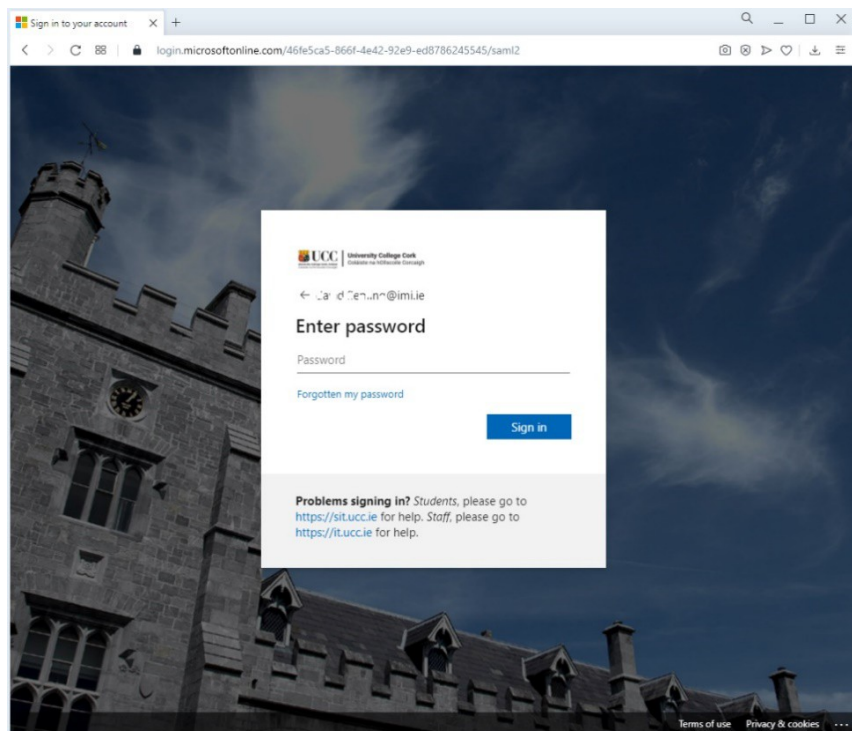 Sign in to your account
login.microsoftonline.com/46fe5ca5-866f-4e42-92e9-ed8786245545/saml2
UCC University College Cork
Coláiste na hOllscoile Corcaigh
@imi.ie
Enter password
Password
Forgotten my password
Sign in
Problems signing in? Students, please go to
https://sit.ucc.ie for help. Staff, please go to
https://it.ucc.ie for help.
Terms of use Privacy & cookies ...